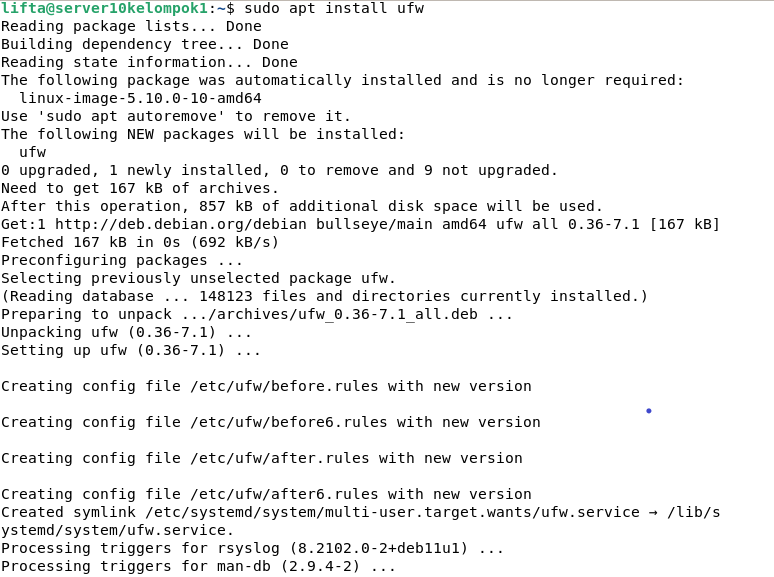 lifta@server10kelompok1:~$ sudo apt install ufw
Reading package lists... Done
Building dependency tree... Done
Reading state information... Done
The following package was automatically installed and is no longer required:
  linux-image-5.10.0-10-amd64
Use 'sudo apt autoremove' to remove it.
The following NEW packages will be installed:
  ufw
0 upgraded, 1 newly installed, 0 to remove and 9 not upgraded.
Need to get 167 kB of archives.
After this operation, 857 kB of additional disk space will be used.
Get:1 http://deb.debian.org/debian bullseye/main amd64 ufw all 0.36-7.1 [167 kB]
Fetched 167 kB in 0s (692 kB/s)
Preconfiguring packages ...
Selecting previously unselected package ufw.
(Reading database ... 148123 files and directories currently installed.)
Preparing to unpack .../archives/ufw_0.36-7.1_all.deb ...
Unpacking ufw (0.36-7.1) ...
Setting up ufw (0.36-7.1) ...

Creating config file /etc/ufw/before.rules with new version

Creating config file /etc/ufw/before6.rules with new version

Creating config file /etc/ufw/after.rules with new version

Creating config file /etc/ufw/after6.rules with new version
Created symlink /etc/systemd/system/multi-user.target.wants/ufw.service → /lib/s
ystemd/system/ufw.service.
Processing triggers for rsyslog (8.2102.0-2+deb11u1) ...
Processing triggers for man-db (2.9.4-2) ...